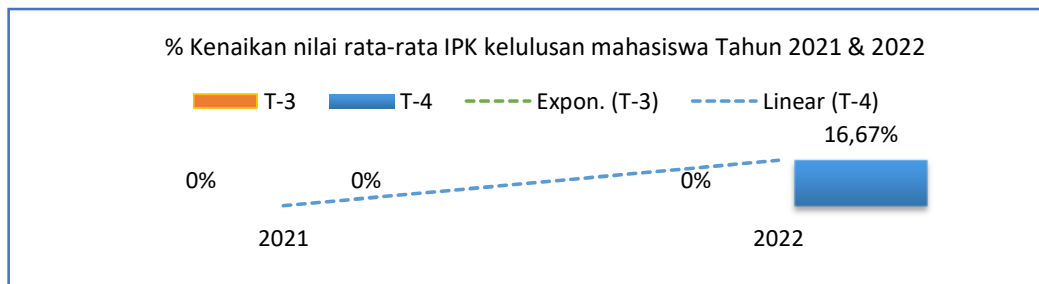 % Kenaikan nilai rata-rata IPK kelulusan mahasiswa Tahun 2021 & 2022
T-3 T-4 Expon. (T-3) Linear (T-4)
16,67%
0% 0% 0%
2021 2022